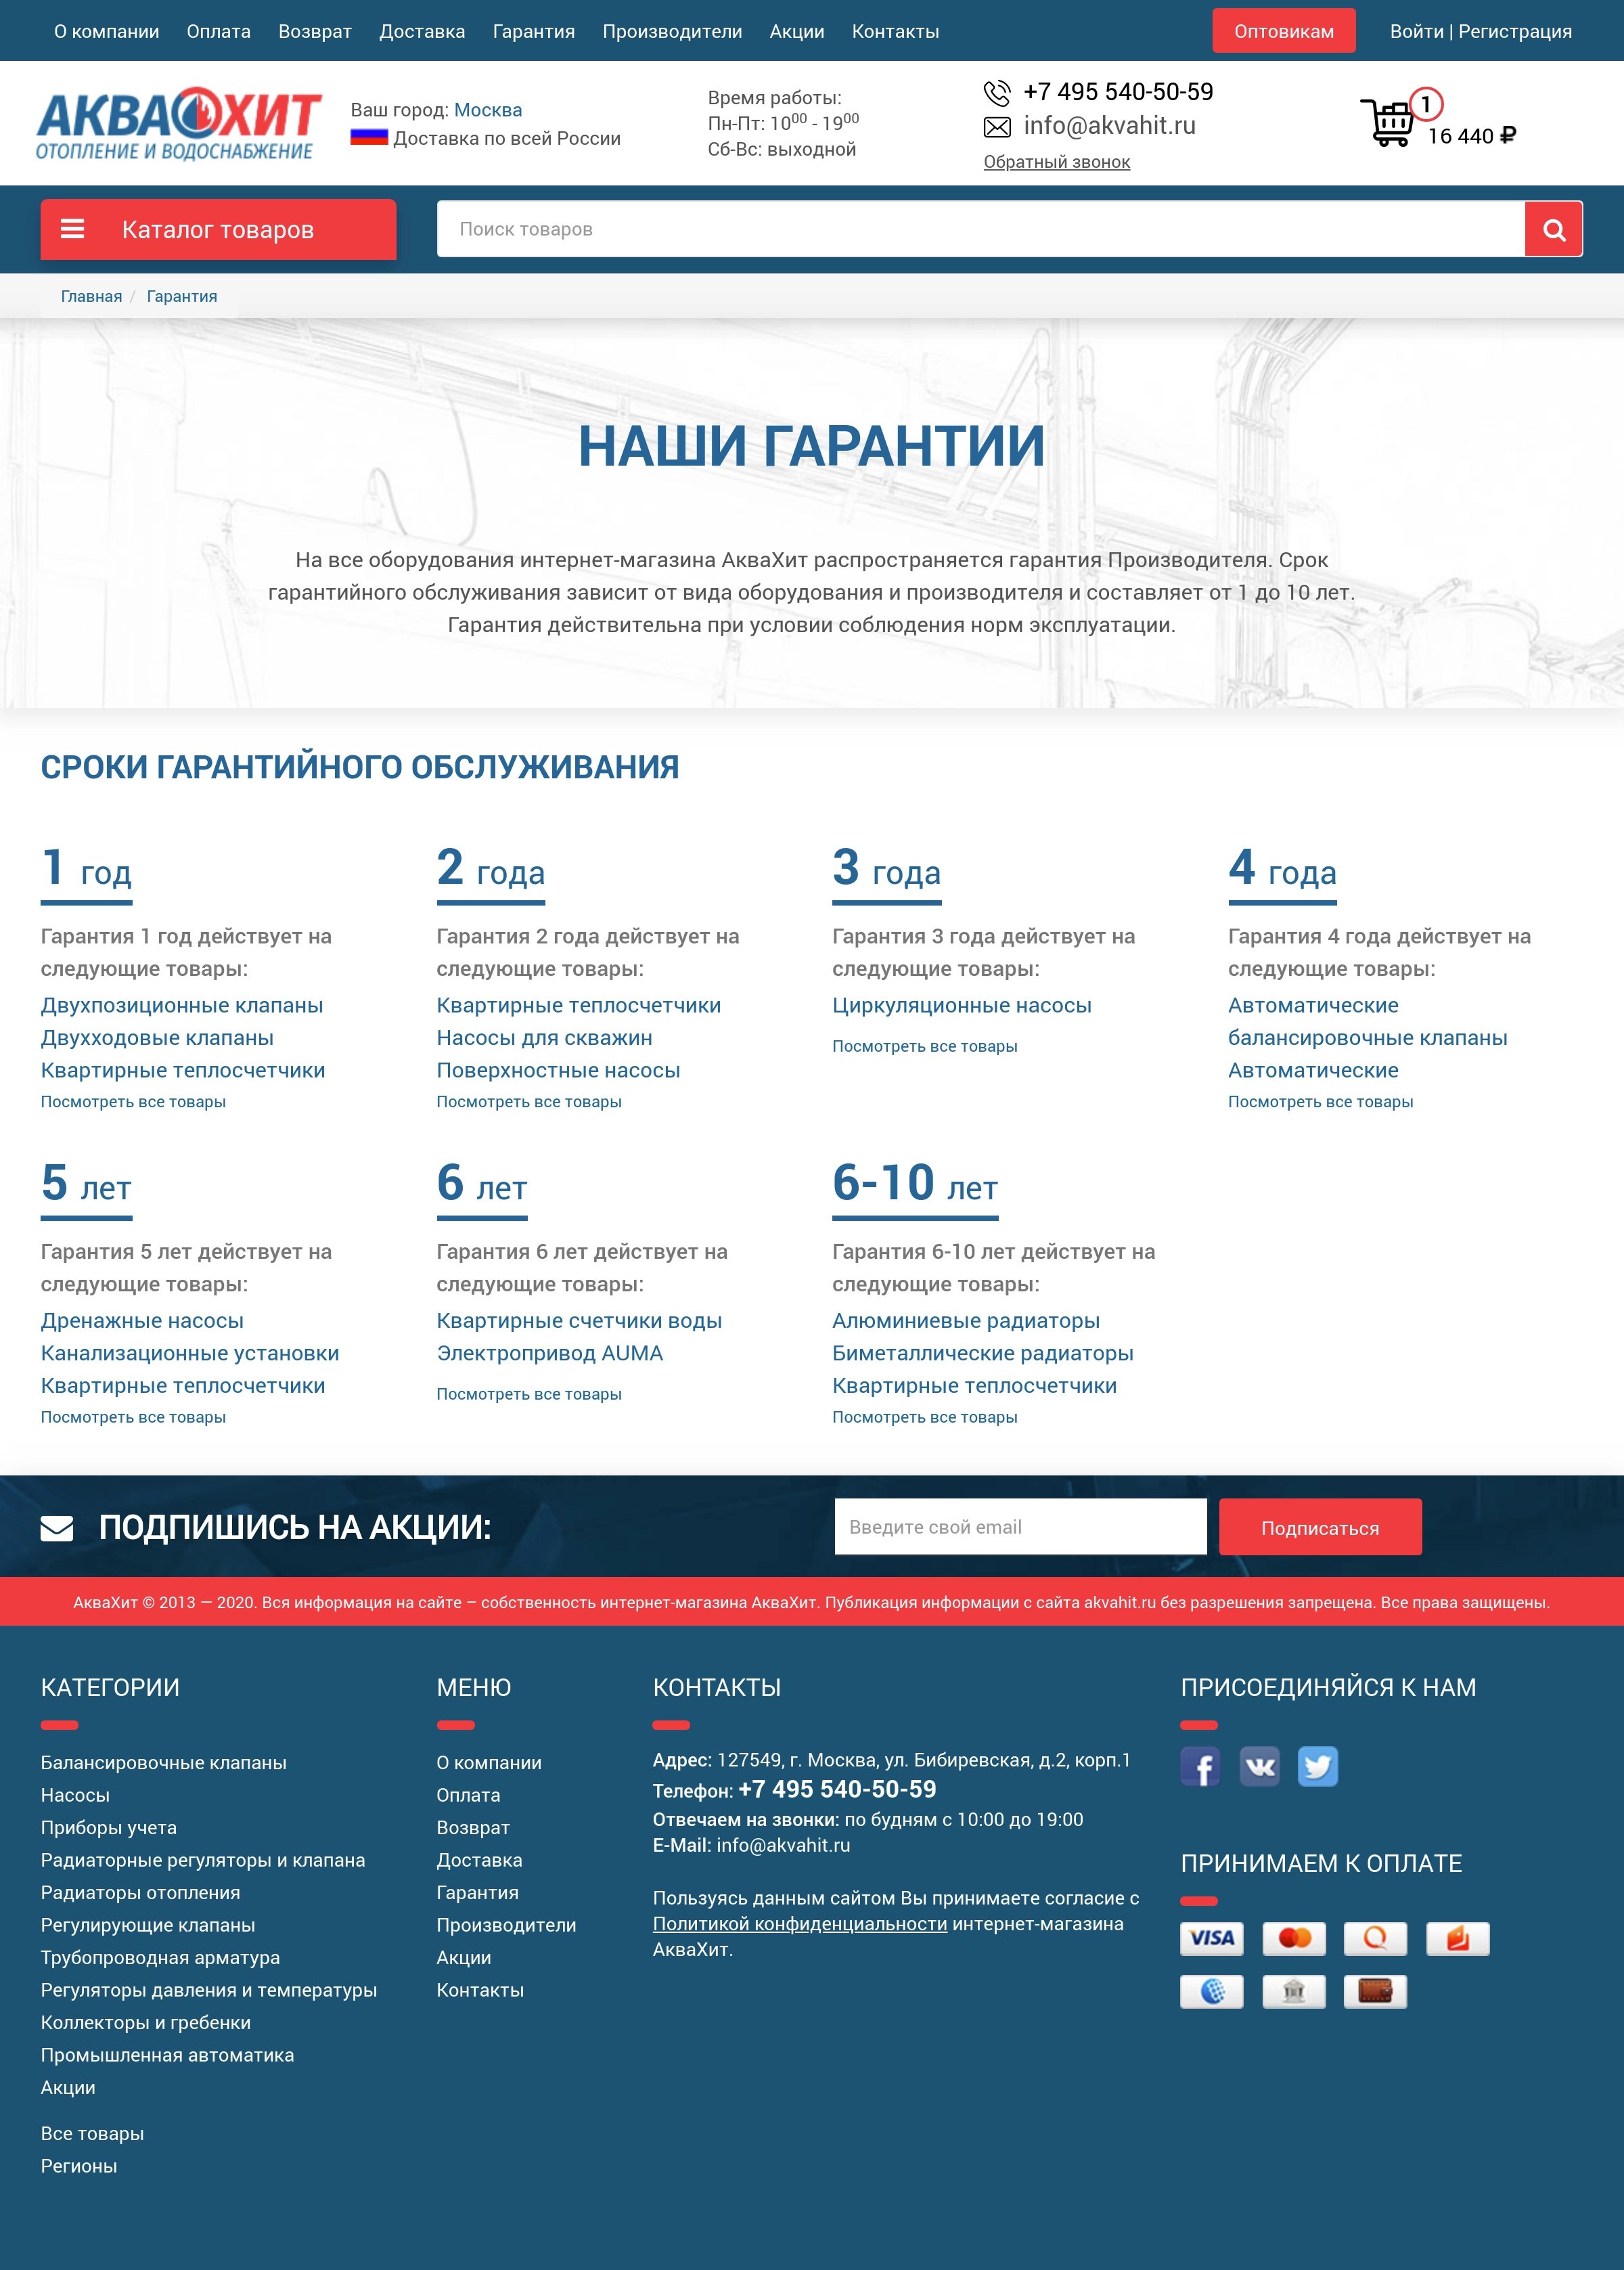 О компании Оплата Возврат Доставка Гарантия Производители Акции Контакты Оптовикам Войти | Регистрация
АКВА ХИТ
ОТОПЛЕНИЕ И ВОДОСНАБЖЕНИЕ
Ваш город: Москва
Доставка по всей России
Время работы:
Пн-Пт: 10⁰⁰ - 19⁰⁰
Сб-Вс: выходной
+7 495 540-50-59
info@akvahit.ru
Обратный звонок
1
16 440 ₽
Каталог товаров
Поиск товаров
Главная / Гарантия
НАШИ ГАРАНТИИ
На все оборудования интернет-магазина АкваХит распространяется гарантия Производителя. Срок
гарантийного обслуживания зависит от вида оборудования и производителя и составляет от 1 до 10 лет.
Гарантия действительна при условии соблюдения норм эксплуатации.
СРОКИ ГАРАНТИЙНОГО ОБСЛУЖИВАНИЯ
1 год
Гарантия 1 год действует на
следующие товары:
Двухпозиционные клапаны
Двухходовые клапаны
Квартирные теплосчетчики
Посмотреть все товары
2 года
Гарантия 2 года действует на
следующие товары:
Квартирные теплосчетчики
Насосы для скважин
Поверхностные насосы
Посмотреть все товары
3 года
Гарантия 3 года действует на
следующие товары:
Циркуляционные насосы
Посмотреть все товары
4 года
Гарантия 4 года действует на
следующие товары:
Автоматические
балансировочные клапаны
Автоматические
Посмотреть все товары
5 лет
Гарантия 5 лет действует на
следующие товары:
Дренажные насосы
Канализационные установки
Квартирные теплосчетчики
Посмотреть все товары
6 лет
Гарантия 6 лет действует на
следующие товары:
Квартирные счетчики воды
Электропривод AUMA
Посмотреть все товары
6-10 лет
Гарантия 6-10 лет действует на
следующие товары:
Алюминиевые радиаторы
Биметаллические радиаторы
Квартирные теплосчетчики
Посмотреть все товары
ПОДПИШИСЬ НА АКЦИИ:
Введите свой email
Подписаться
АкваХит © 2013 — 2020. Вся информация на сайте – собственность интернет-магазина АкваХит. Публикация информации с сайта akvahit.ru без разрешения запрещена. Все права защищены.
КАТЕГОРИИ
Балансировочные клапаны
Насосы
Приборы учета
Радиаторные регуляторы и клапана
Радиаторы отопления
Регулирующие клапаны
Трубопроводная арматура
Регуляторы давления и температуры
Коллекторы и гребенки
Промышленная автоматика
Акции
Все товары
Регионы
МЕНЮ
О компании
Оплата
Возврат
Доставка
Гарантия
Производители
Акции
Контакты
КОНТАКТЫ
Адрес: 127549, г. Москва, ул. Бибиревская, д.2, корп.1
Телефон: +7 495 540-50-59
Отвечаем на звонки: по будням с 10:00 до 19:00
E-Mail: info@akvahit.ru
Пользуясь данным сайтом Вы принимаете согласие с
Политикой конфиденциальности интернет-магазина
АкваХит.
ПРИСОЕДИНЯЙСЯ К НАМ
ПРИНИМАЕМ К ОПЛАТЕ
VISA